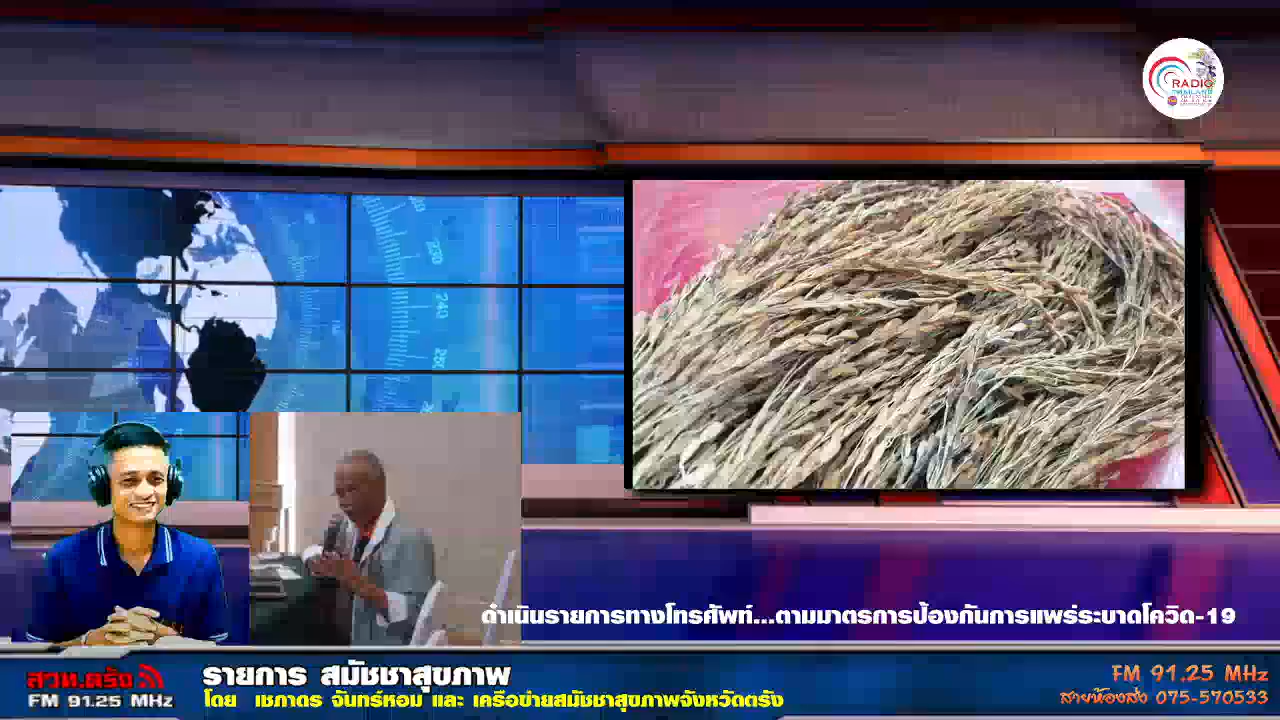 RADIO
THAILAND
230
240
250
ดำเนินรายการทางโทรศัพท์...ตามมาตรการป้องกันการแพร่ระบาดโควิด-19
สวท.ตรัง
FM 91.25 MHz
รายการ สมัชชาสุขภาพ
โดย เชภาดร จันทร์หอม และ เครือข่ายสมัชชาสุขภาพจังหวัดตรัง
FM 91.25 MHz
สายห้องส่ง 075-570533